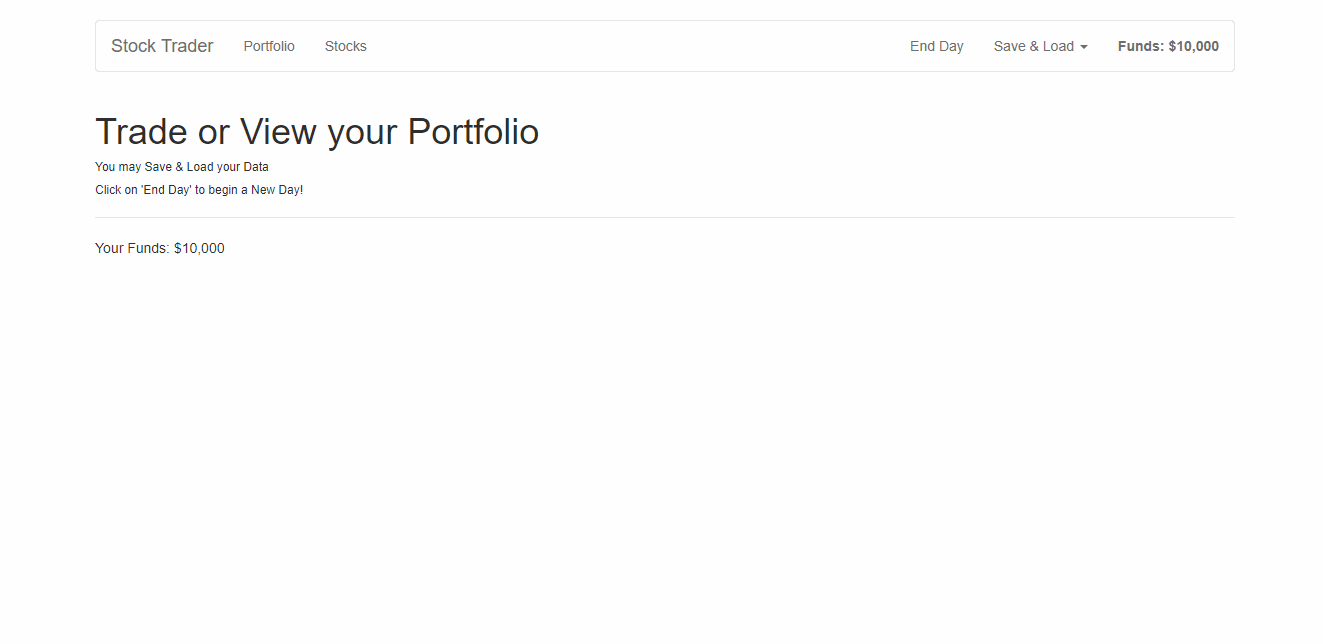 Stock Trader Portfolio Stocks End Day Save & Load Funds: $10,000
Trade or View your Portfolio
You may Save & Load your Data
Click on 'End Day' to begin a New Day!
Your Funds: $10,000